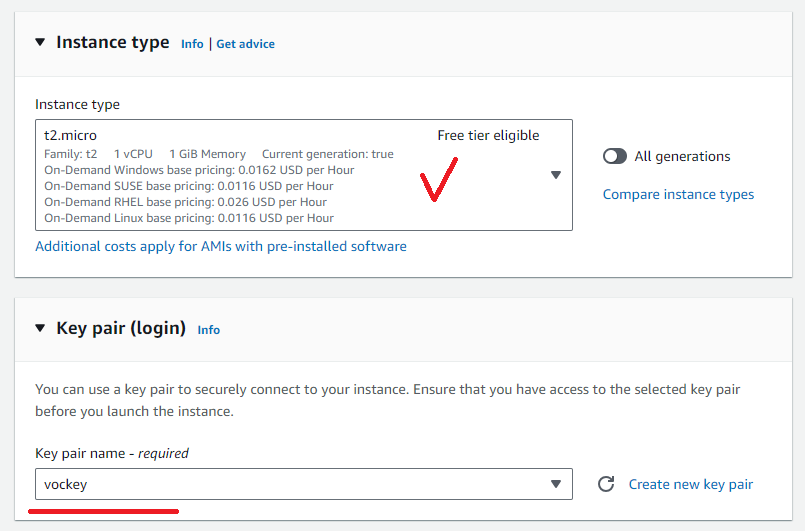 Instance type Info | Get advice
Instance type
t2.micro Free tier eligible
Family: t2 1 vCPU 1 GiB Memory Current generation: true
On-Demand Windows base pricing: 0.0162 USD per Hour
On-Demand SUSE base pricing: 0.0116 USD per Hour
On-Demand RHEL base pricing: 0.026 USD per Hour
On-Demand Linux base pricing: 0.0116 USD per Hour
All generations
Compare instance types
Additional costs apply for AMIs with pre-installed software
Key pair (login) Info
You can use a key pair to securely connect to your instance. Ensure that you have access to the selected key pair
before you launch the instance.
Key pair name - required
vockey
Create new key pair